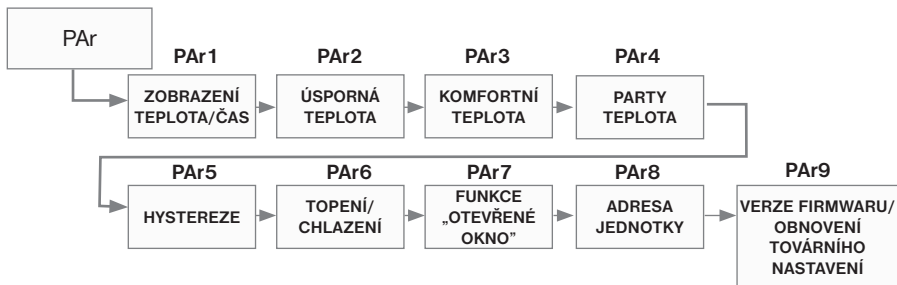 PAr
PAr1
PAr2
PAr3
PAr4
ZOBRAZENÍ
TEPLOTA/ČAS
ÚSPORNÁ
TEPLOTA
KOMFORTNÍ
TEPLOTA
PARTY
TEPLOTA
PAr5
PAr6
PAr7
PAr8
PAr9
HYSTEREZE
TOPENÍ/
CHLAZENÍ
FUNKCE
„OTEVŘENÉ
OKNO”
ADRESA
JEDNOTKY
VERZE FIRMWARU/
OBNOVENÍ
TOVÁRNÍHO
NASTAVENÍ